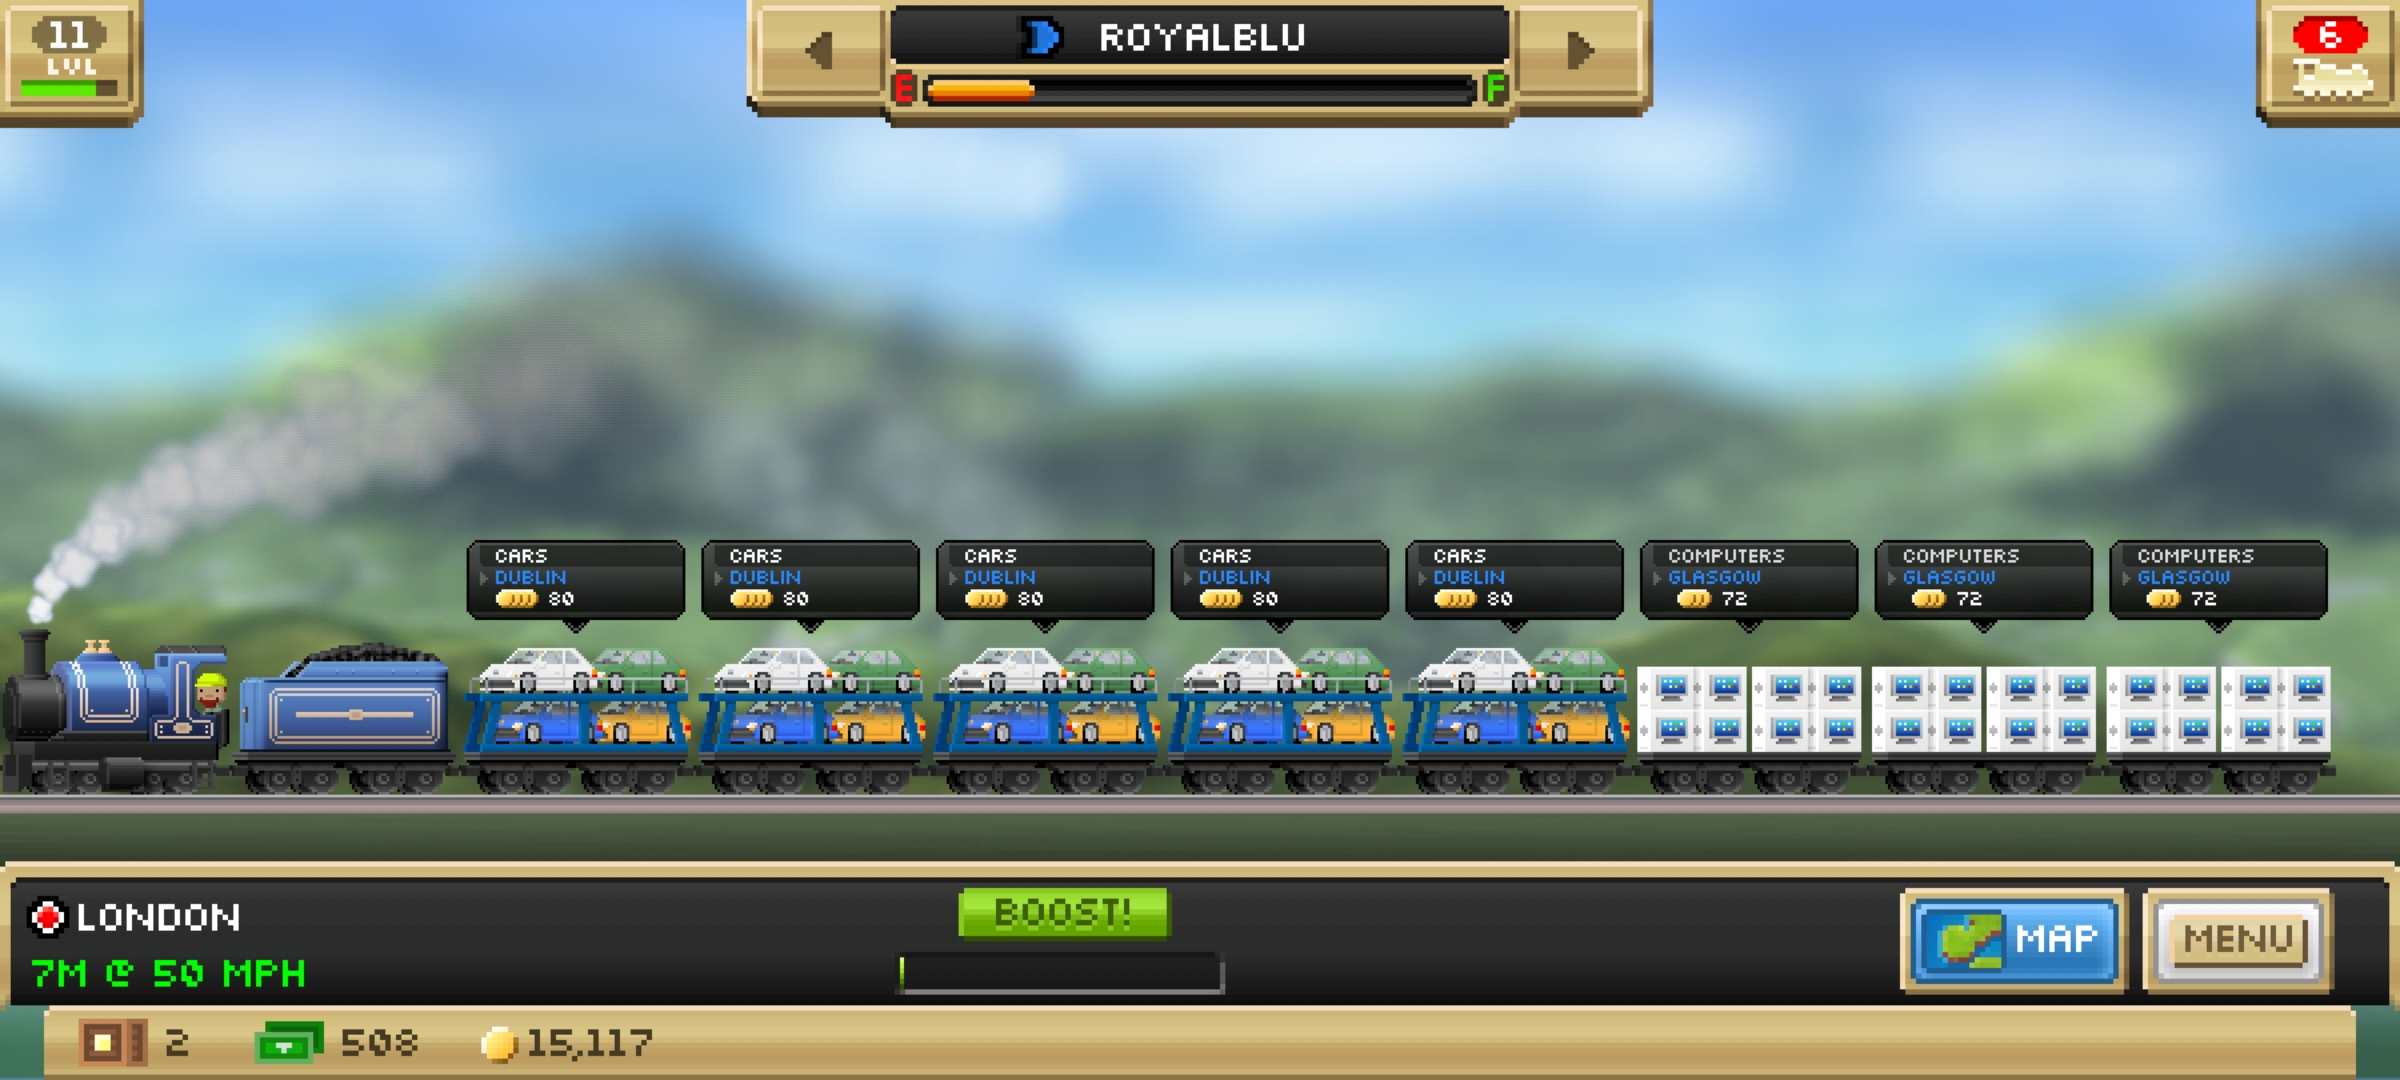 11
LVL
ROYALBLU
E F
6
CARS
DUBLIN
80
CARS
DUBLIN
80
CARS
DUBLIN
80
CARS
DUBLIN
80
CARS
DUBLIN
80
COMPUTERS
GLASGOW
72
COMPUTERS
GLASGOW
72
COMPUTERS
GLASGOW
72
LONDON
7M @ 50 MPH
BOOST!
MAP
MENU
2
508
15,117